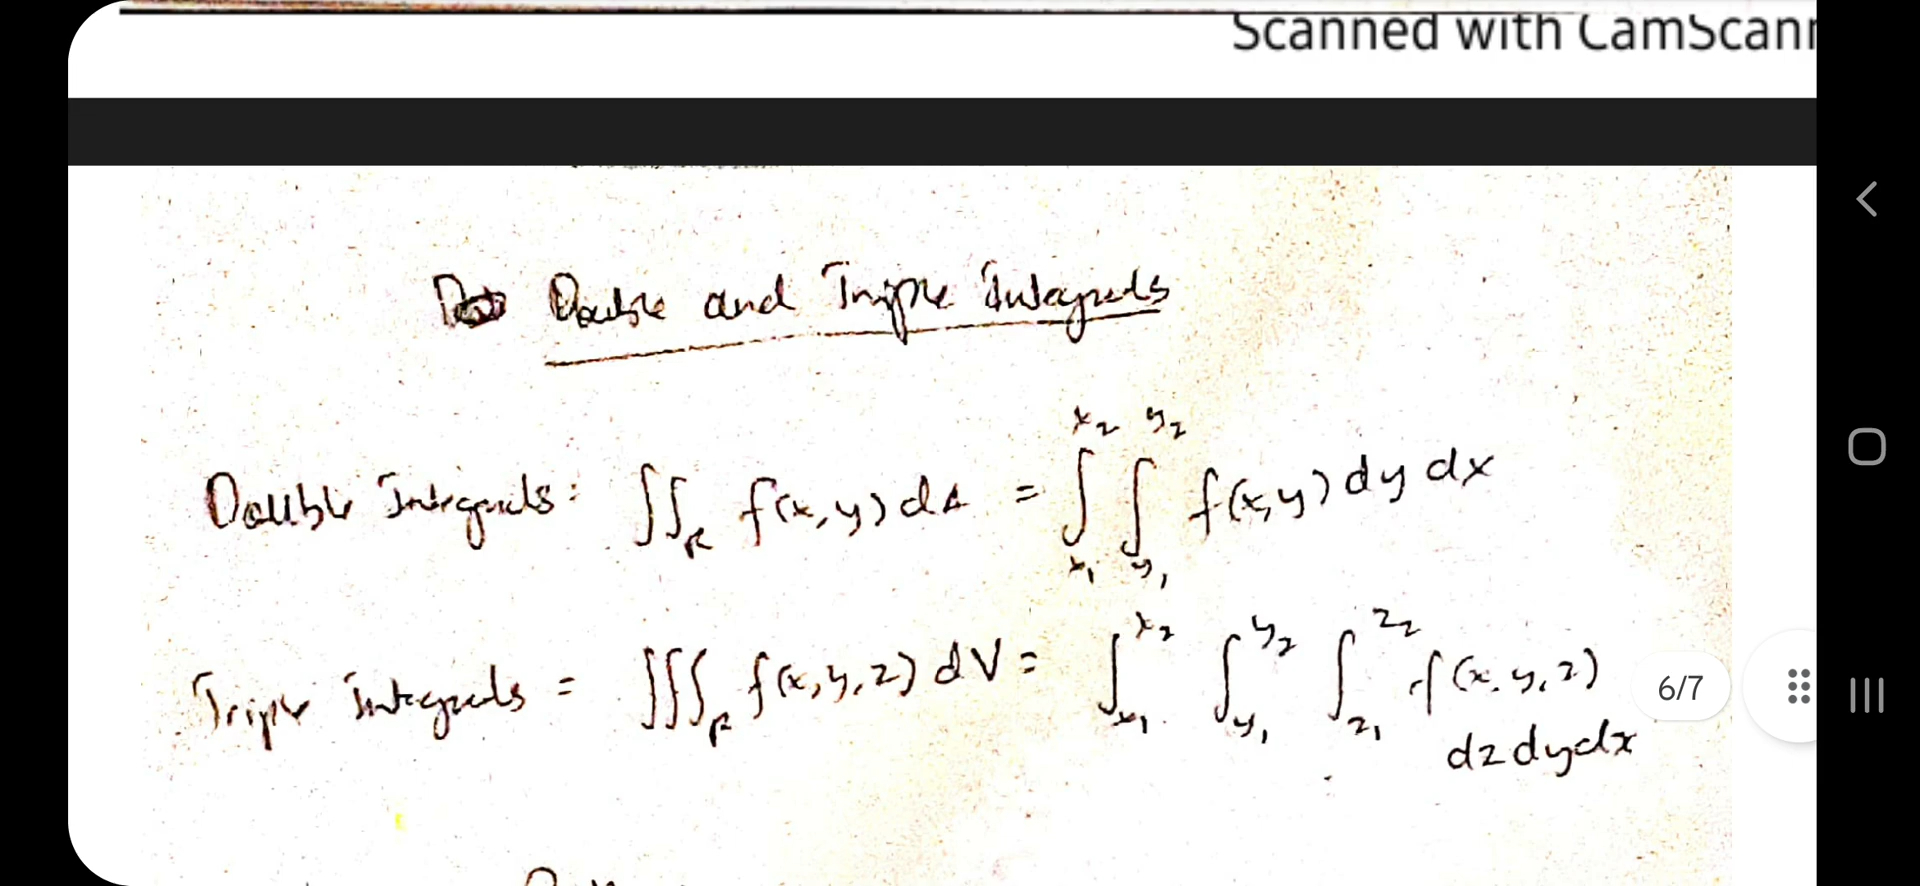 Scanned with CamScann
Double and Triple Integrals
Double Integrals: ∬_R f(x,y) dA = ∫_{x₁}^{x₂} ∫_{y₁}^{y₂} f(x,y) dy dx
Triple Integrals = ∭_R f(x,y,z) dV = ∫_{x₁}^{x₂} ∫_{y₁}^{y₂} ∫_{z₁}^{z₂} f(x,y,z)
dz dy dx
6/7